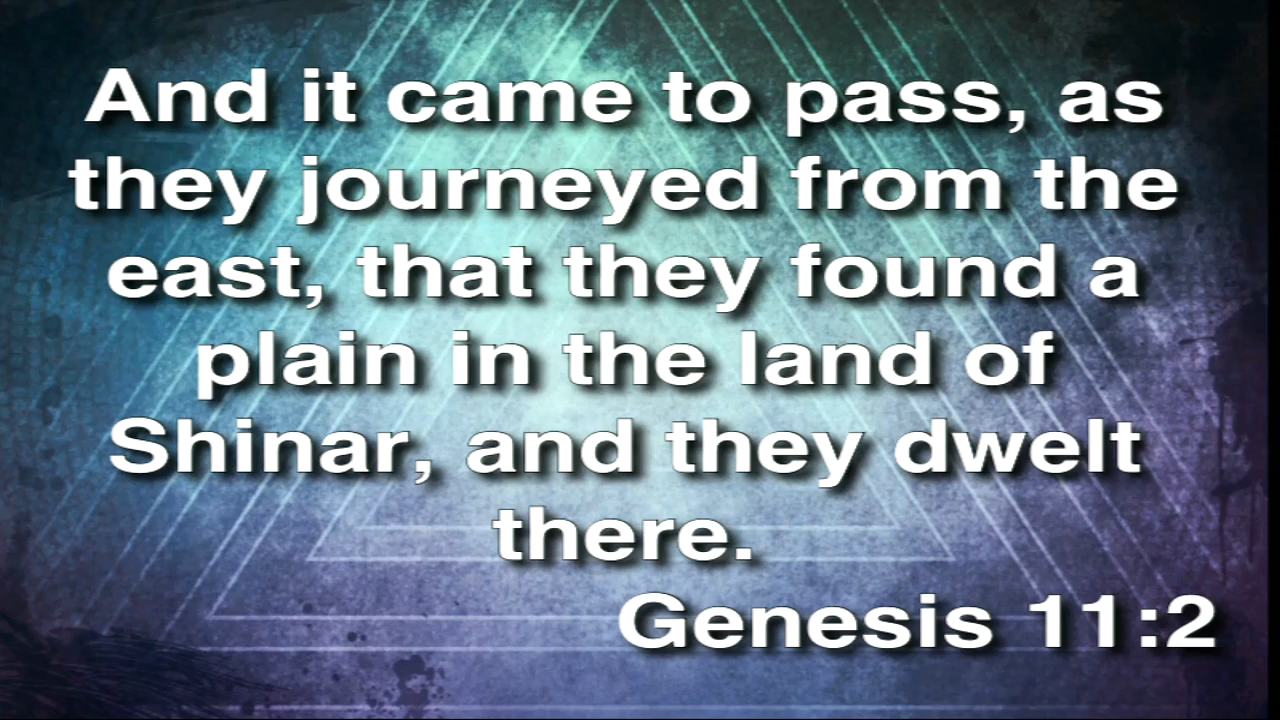 And it came to pass, as
they journeyed from the
east, that they found a
plain in the land of
Shinar, and they dwelt
there.
Genesis 11:2